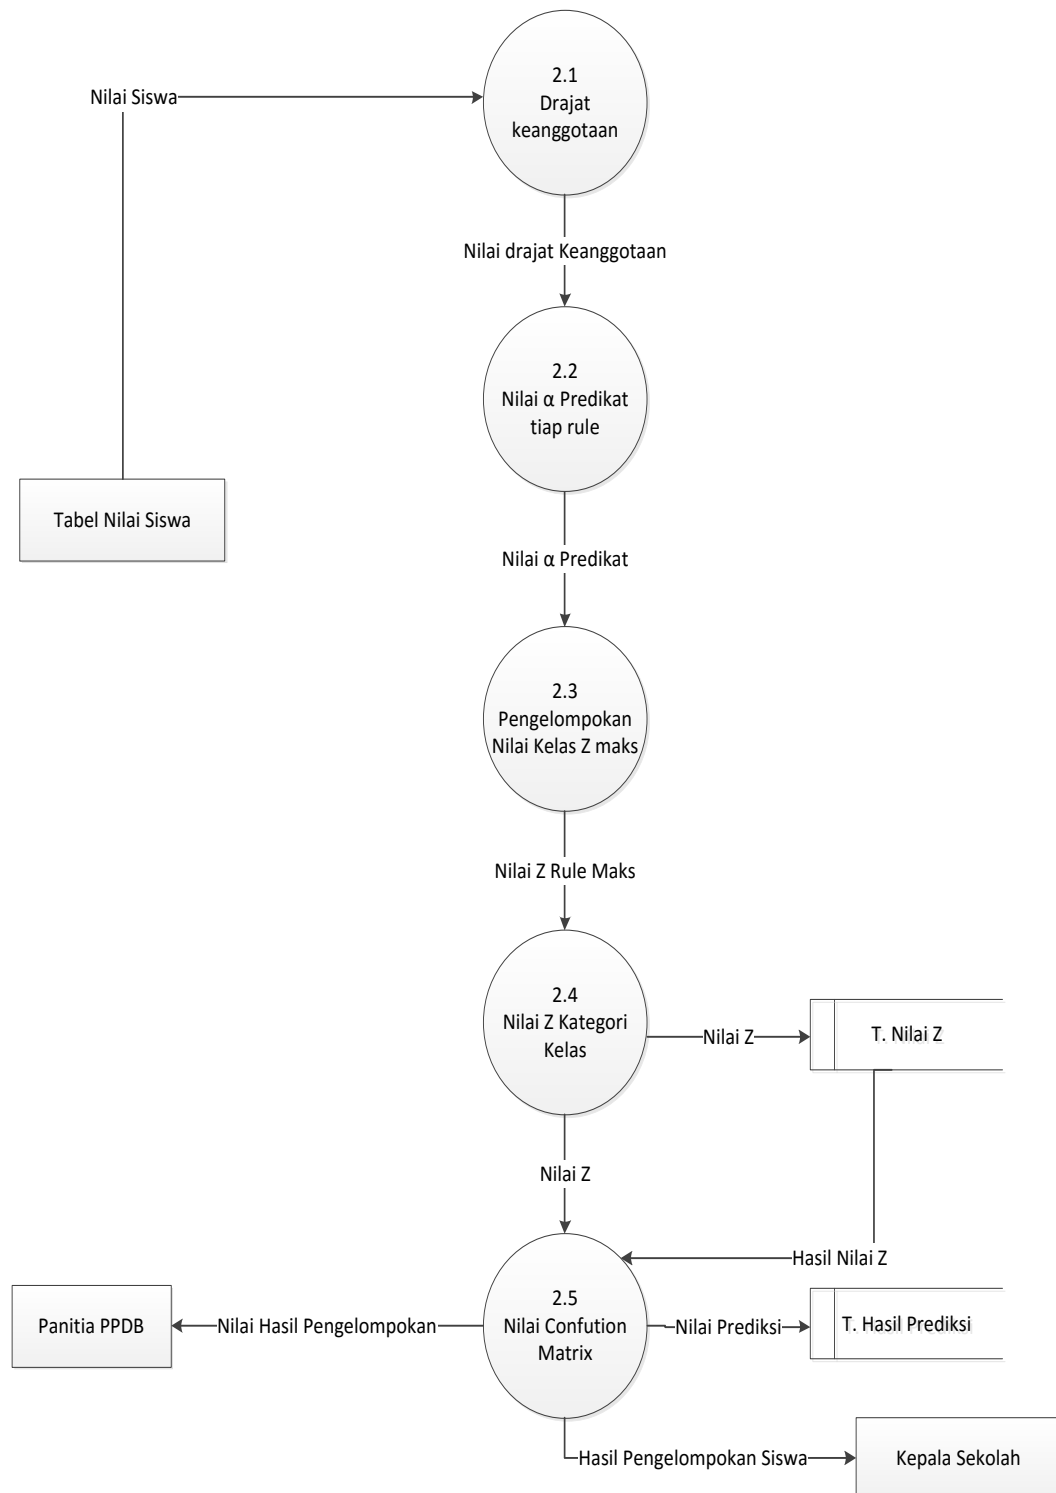 2.1
Drajat
keanggotaan
Nilai Siswa
Nilai drajat Keanggotaan
2.2
Nilai α Predikat
tiap rule
Tabel Nilai Siswa
Nilai α Predikat
2.3
Pengelompokan
Nilai Kelas Z maks
Nilai Z Rule Maks
2.4
Nilai Z Kategori
Kelas
Nilai Z
T. Nilai Z
Nilai Z
Hasil Nilai Z
2.5
Nilai Confution
Matrix
Panitia PPDB
Nilai Hasil Pengelompokan
Nilai Prediksi
T. Hasil Prediksi
Hasil Pengelompokan Siswa
Kepala Sekolah